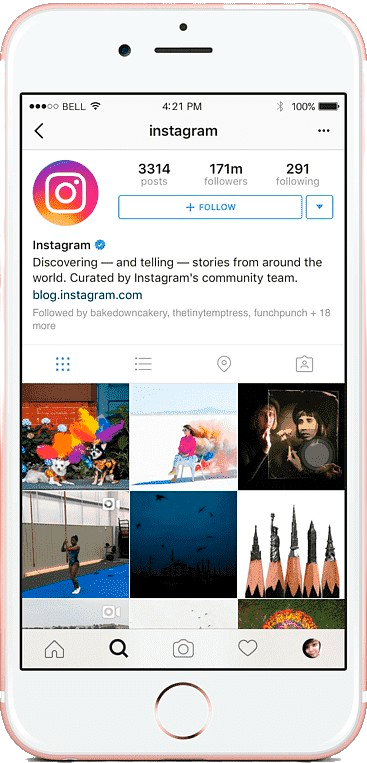 ●●●○○ BELL 4:21 PM 100%
instagram
3314 171m 291
posts followers following
+ FOLLOW
Instagram
Discovering — and telling — stories from around the
world. Curated by Instagram's community team.
blog.instagram.com
Followed by bakedowncakery, thetinytemptress, funchpunch + 18
more